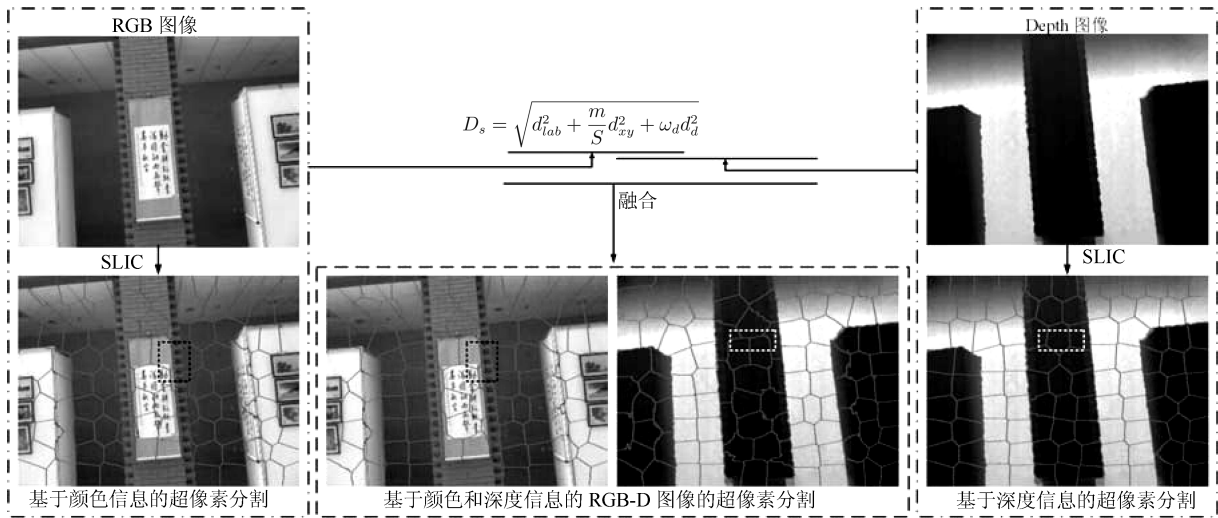 RGB 图像
Depth 图像
D_s = \sqrt{d_{lab}^2 + \frac{m}{S} d_{xy}^2 + \omega_d d_d^2}
融合
SLIC
SLIC
基于颜色信息的超像素分割
基于颜色和深度信息的 RGB-D 图像的超像素分割
基于深度信息的超像素分割